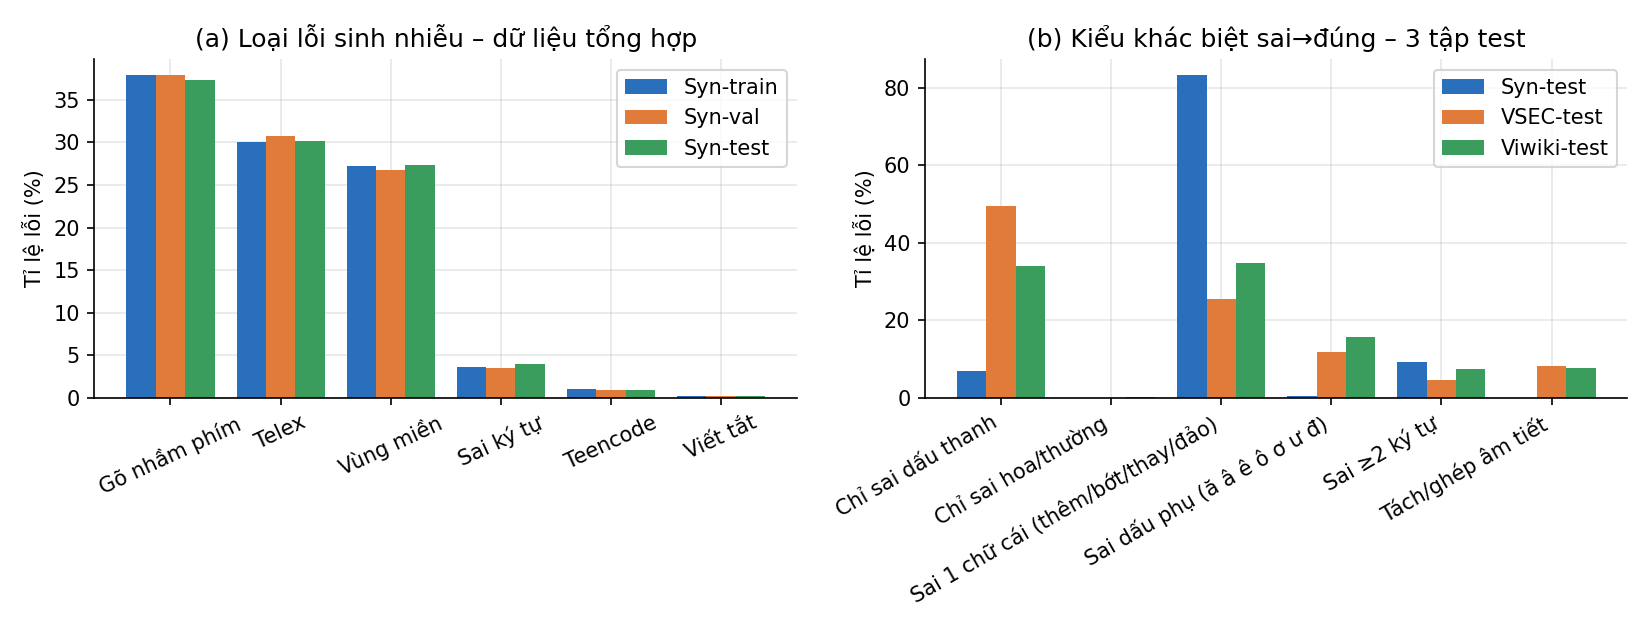 (a) Loại lỗi sinh nhiễu – dữ liệu tổng hợp
Tỉ lệ lỗi (%)
35
30
25
20
15
10
5
0
Syn-train
Syn-val
Syn-test
Gõ nhầm phím
Telex
Vùng miền
Sai ký tự
Teencode
Viết tắt
(b) Kiểu khác biệt sai→đúng – 3 tập test
Tỉ lệ lỗi (%)
80
60
40
20
0
Syn-test
VSEC-test
Viwiki-test
Chỉ sai dấu thanh
Chỉ sai hoa/thường
Sai 1 chữ cái (thêm/bớt/thay/đảo)
Sai dấu phụ (ă â ê ô ơ ư đ)
Sai ≥2 ký tự
Tách/ghép âm tiết